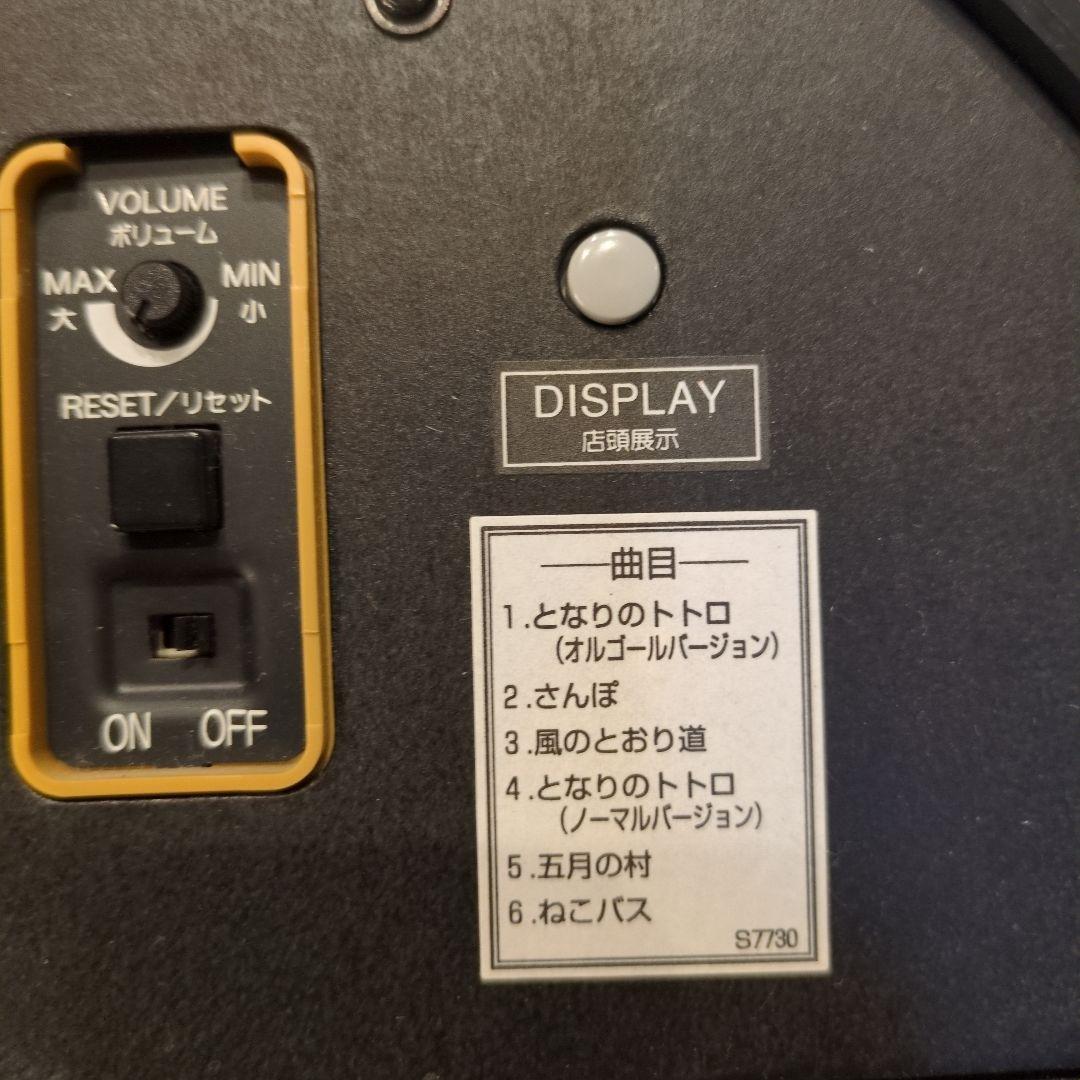 VOLUME
ボリューム
MAX MIN
大 小
RESET/リセット
ON OFF
DISPLAY
店頭展示
曲目
1.となりのトトロ
(オルゴールバージョン)
2.さんぽ
3.風のとおり道
4.となりのトトロ
(ノーマルバージョン)
5.五月の村
6.ねこバス
S7730